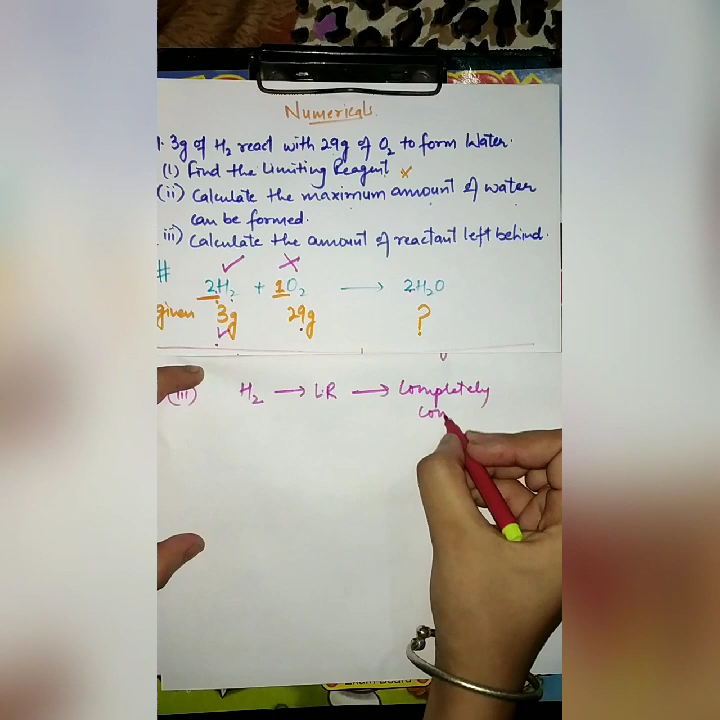 Numericals.
1. 3g of H₂ react with 29g of O₂ to form Water.
(i) Find the Limiting Reagent ×
(ii) Calculate the maximum amount of water
can be formed.
iii) Calculate the amount of reactant left behind.
# 2H₂ + 1O₂ ⟶ 2H₂O
given 3g 29g ?
(iii) H₂ ⟶ L.R ⟶ Completely
con